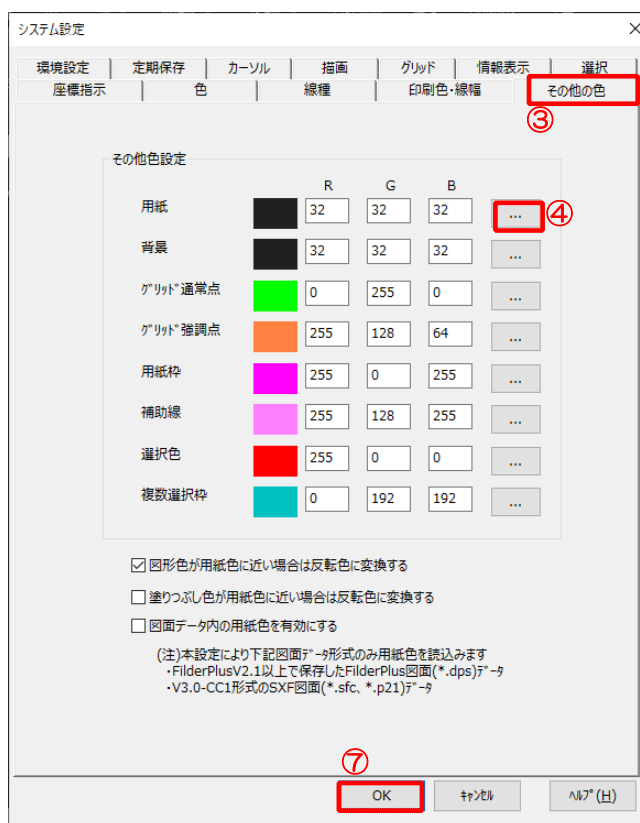 システム設定
環境設定 定期保存 カーソル 描画 グリッド 情報表示 選択
座標指示 色 線種 印刷色・線幅 その他の色
③
その他色設定
R G B
用紙 32 32 32 ... ④
背景 32 32 32 ...
グリッド通常点 0 255 0 ...
グリッド強調点 255 128 64 ...
用紙枠 255 0 255 ...
補助線 255 128 255 ...
選択色 255 0 0 ...
複数選択枠 0 192 192 ...
図形色が用紙色に近い場合は反転色に変換する
塗りつぶし色が用紙色に近い場合は反転色に変換する
図面データ内の用紙色を有効にする
(注)本設定により下記図面データ形式のみ用紙色を読込みます
・FilderPlusV2.1以上で保存したFilderPlus図面(*.dps)データ
・V3.0-CC1形式のSXF図面(*.sfc、*.p21)データ
⑦
OK キャンセル ヘルプ(H)